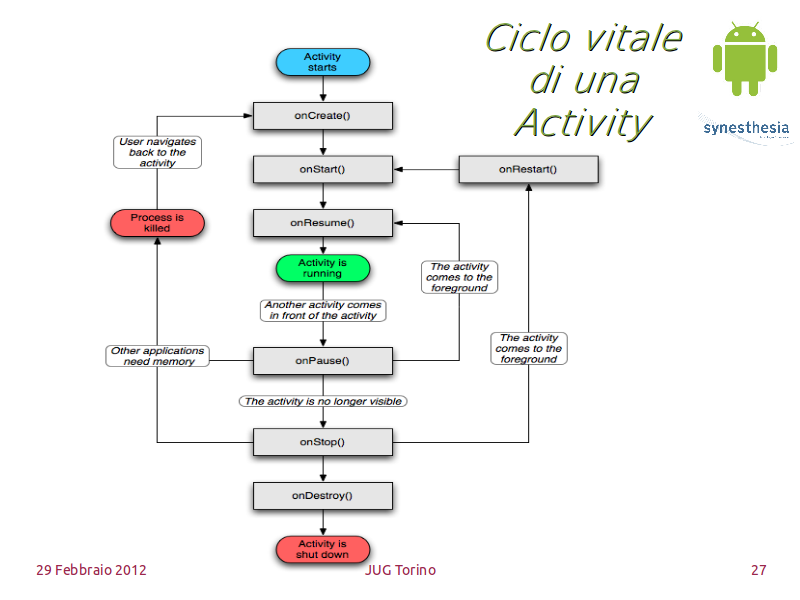 Ciclo vitale
di una
Activity
synesthesia
Activity
starts
onCreate()
User navigates
back to the
activity
onStart()
onRestart()
Process is
killed
onResume()
Activity is
running
The activity
comes to the
foreground
Another activity comes
in front of the activity
The activity
comes to the
foreground
Other applications
need memory
onPause()
The activity is no longer visible
onStop()
onDestroy()
Activity is
shut down
29 Febbraio 2012
JUG Torino
27